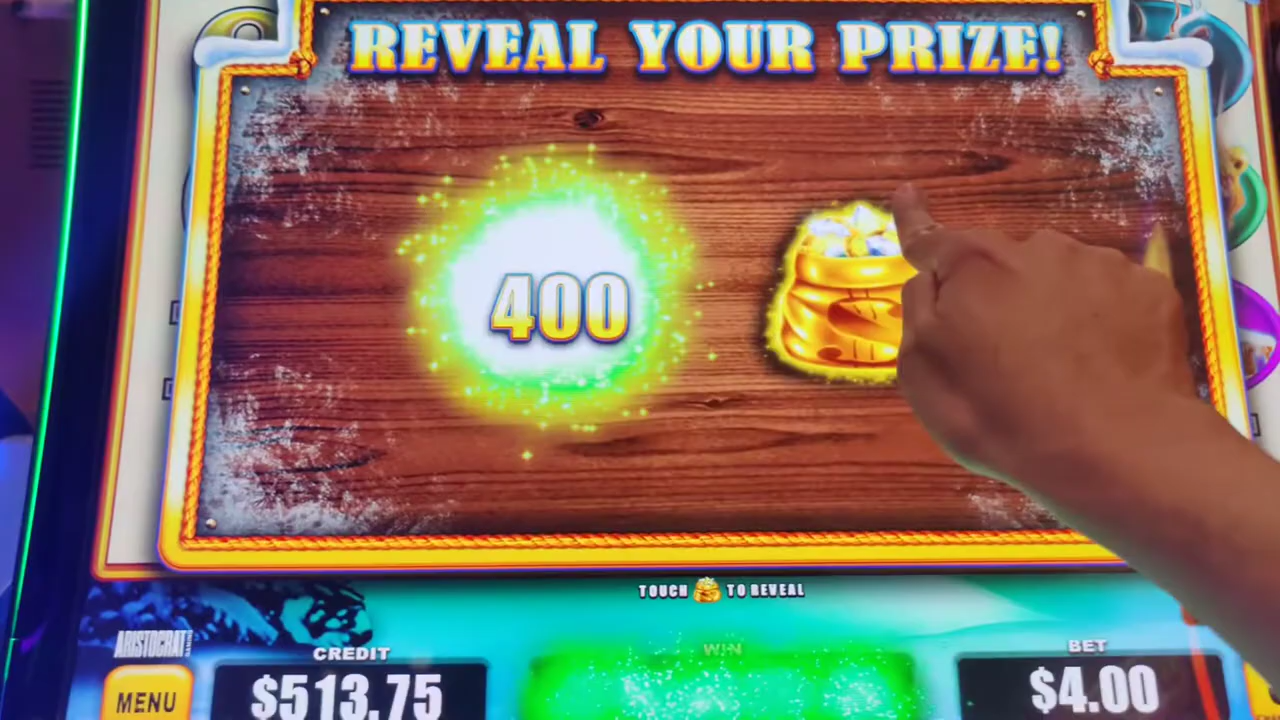 REVEAL YOUR PRIZE!
400
TOUCH TO REVEAL
ARISTOCRAT
CREDIT
WIN
BET
MENU
$513.75
$4.00